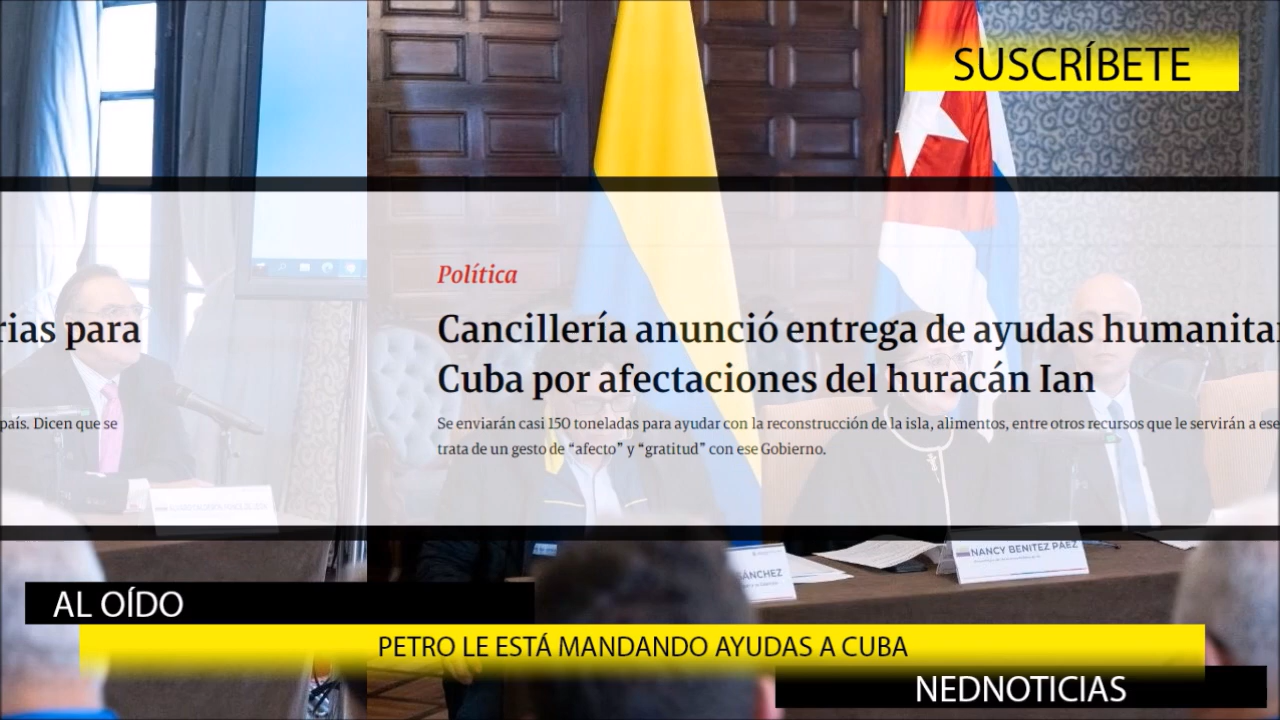 SUSCRÍBETE
Política
rias para
Cancillería anunció entrega de ayudas humanita
Cuba por afectaciones del huracán Ian
país. Dicen que se
Se enviarán casi 150 toneladas para ayudar con la reconstrucción de la isla, alimentos, entre otros recursos que le servirán a ese
trata de un gesto de “afecto” y “gratitud” con ese Gobierno.
NANCY BENITEZ PAEZ
SÁNCHEZ
AL OÍDO
PETRO LE ESTÁ MANDANDO AYUDAS A CUBA
NEDNOTICIAS